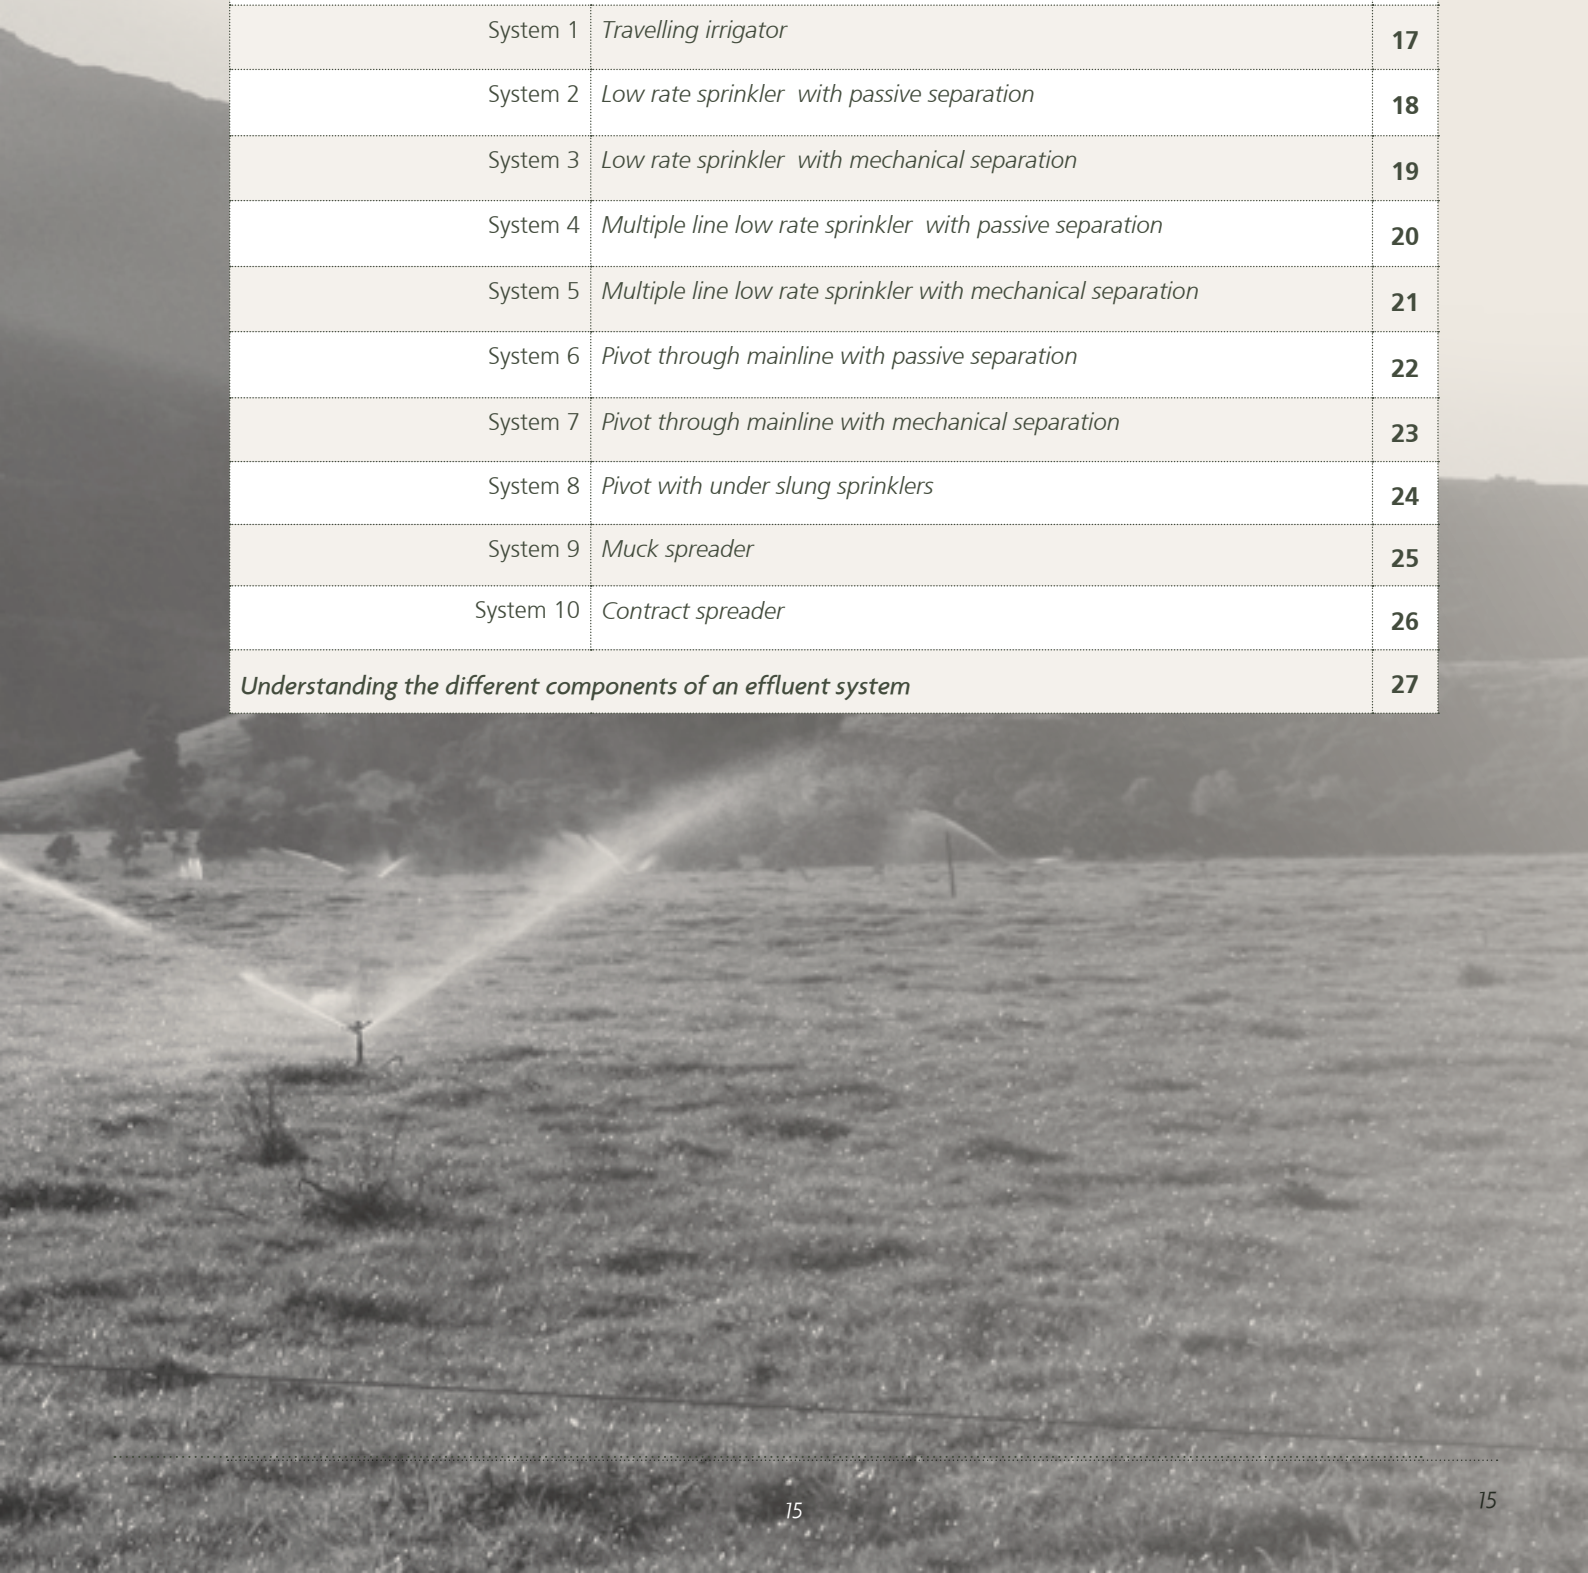 System 1 Travelling irrigator 17
System 2 Low rate sprinkler  with passive separation 18
System 3 Low rate sprinkler  with mechanical separation 19
System 4 Multiple line low rate sprinkler  with passive separation 20
System 5 Multiple line low rate sprinkler with mechanical separation 21
System 6 Pivot through mainline with passive separation 22
System 7 Pivot through mainline with mechanical separation 23
System 8 Pivot with under slung sprinklers 24
System 9 Muck spreader 25
System 10 Contract spreader 26
Understanding the different components of an effluent system 27
15
15